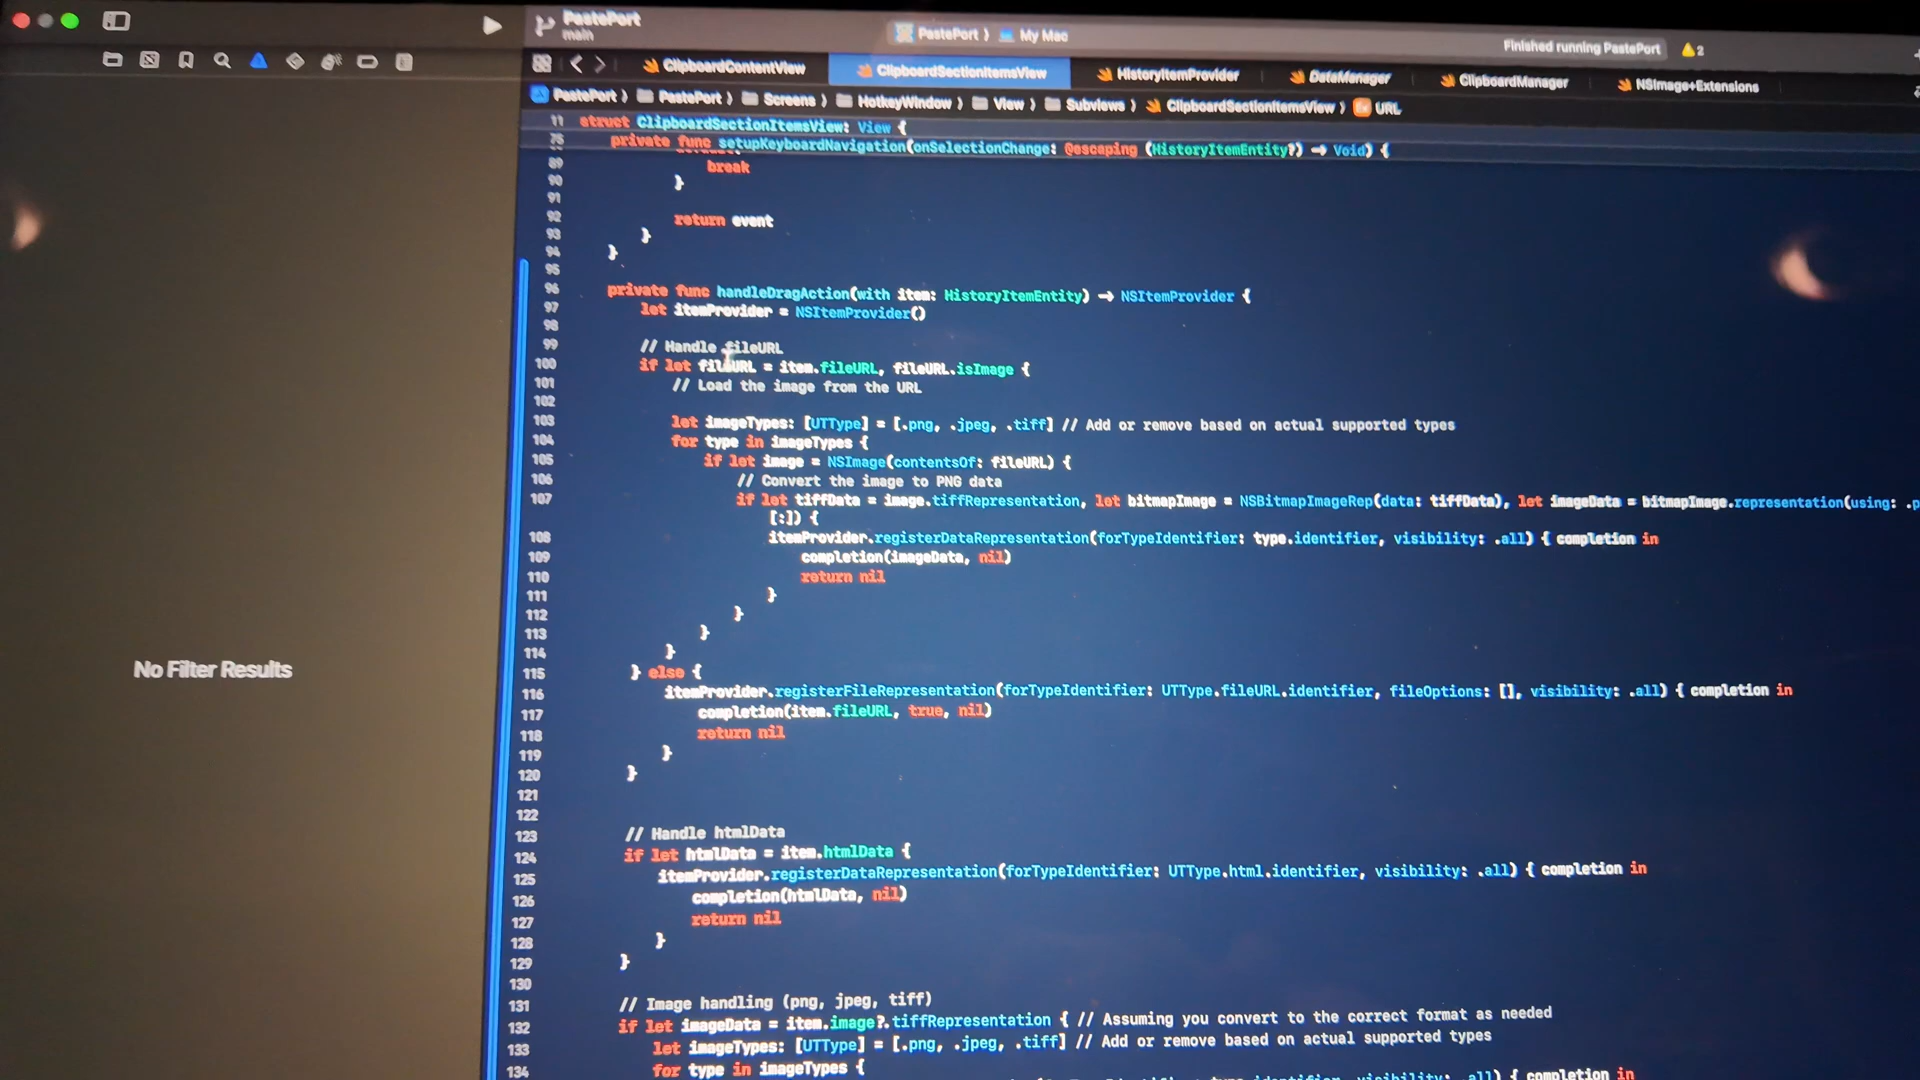 PastePort
main
PastePort 〉 My Mac
Finished running PastePort
2
ClipboardContentView
ClipboardSectionItemsView
HistoryItemProvider
DataManager
ClipboardManager
NSImage+Extensions
PastePort 〉 PastePort 〉 Screens 〉 HotkeyWindow 〉 View 〉 Subviews 〉 ClipboardSectionItemsView 〉 URL
11 struct ClipboardSectionItemsView: View {
75 private func setupKeyboardNavigation(onSelectionChange: @escaping (HistoryItemEntity?) -> Void) {
89 break
90 }
91
92 return event
93 }
94 }
95
96 private func handleDragAction(with item: HistoryItemEntity) -> NSItemProvider {
97 let itemProvider = NSItemProvider()
98
99 // Handle fileURL
100 if let fileURL = item.fileURL, fileURL.isImage {
101 // Load the image from the URL
102
103 let imageTypes: [UTType] = [.png, .jpeg, .tiff] // Add or remove based on actual supported types
104 for type in imageTypes {
105 if let image = NSImage(contentsOf: fileURL) {
106 // Convert the image to PNG data
107 if let tiffData = image.tiffRepresentation, let bitmapImage = NSBitmapImageRep(data: tiffData), let imageData = bitmapImage.representation(using: .p
[:]) {
108 itemProvider.registerDataRepresentation(forTypeIdentifier: type.identifier, visibility: .all) { completion in
109 completion(imageData, nil)
110 return nil
111 }
112 }
113 }
114 }
115 } else {
116 itemProvider.registerFileRepresentation(forTypeIdentifier: UTType.fileURL.identifier, fileOptions: [], visibility: .all) { completion in
117 completion(item.fileURL, true, nil)
118 return nil
119 }
120 }
121
122
123 // Handle htmlData
124 if let htmlData = item.htmlData {
125 itemProvider.registerDataRepresentation(forTypeIdentifier: UTType.html.identifier, visibility: .all) { completion in
126 completion(htmlData, nil)
127 return nil
128 }
129 }
130
131 // Image handling (png, jpeg, tiff)
132 if let imageData = item.image?.tiffRepresentation { // Assuming you convert to the correct format as needed
133 let imageTypes: [UTType] = [.png, .jpeg, .tiff] // Add or remove based on actual supported types
134 for type in imageTypes {
.all) { completion in
No Filter Results